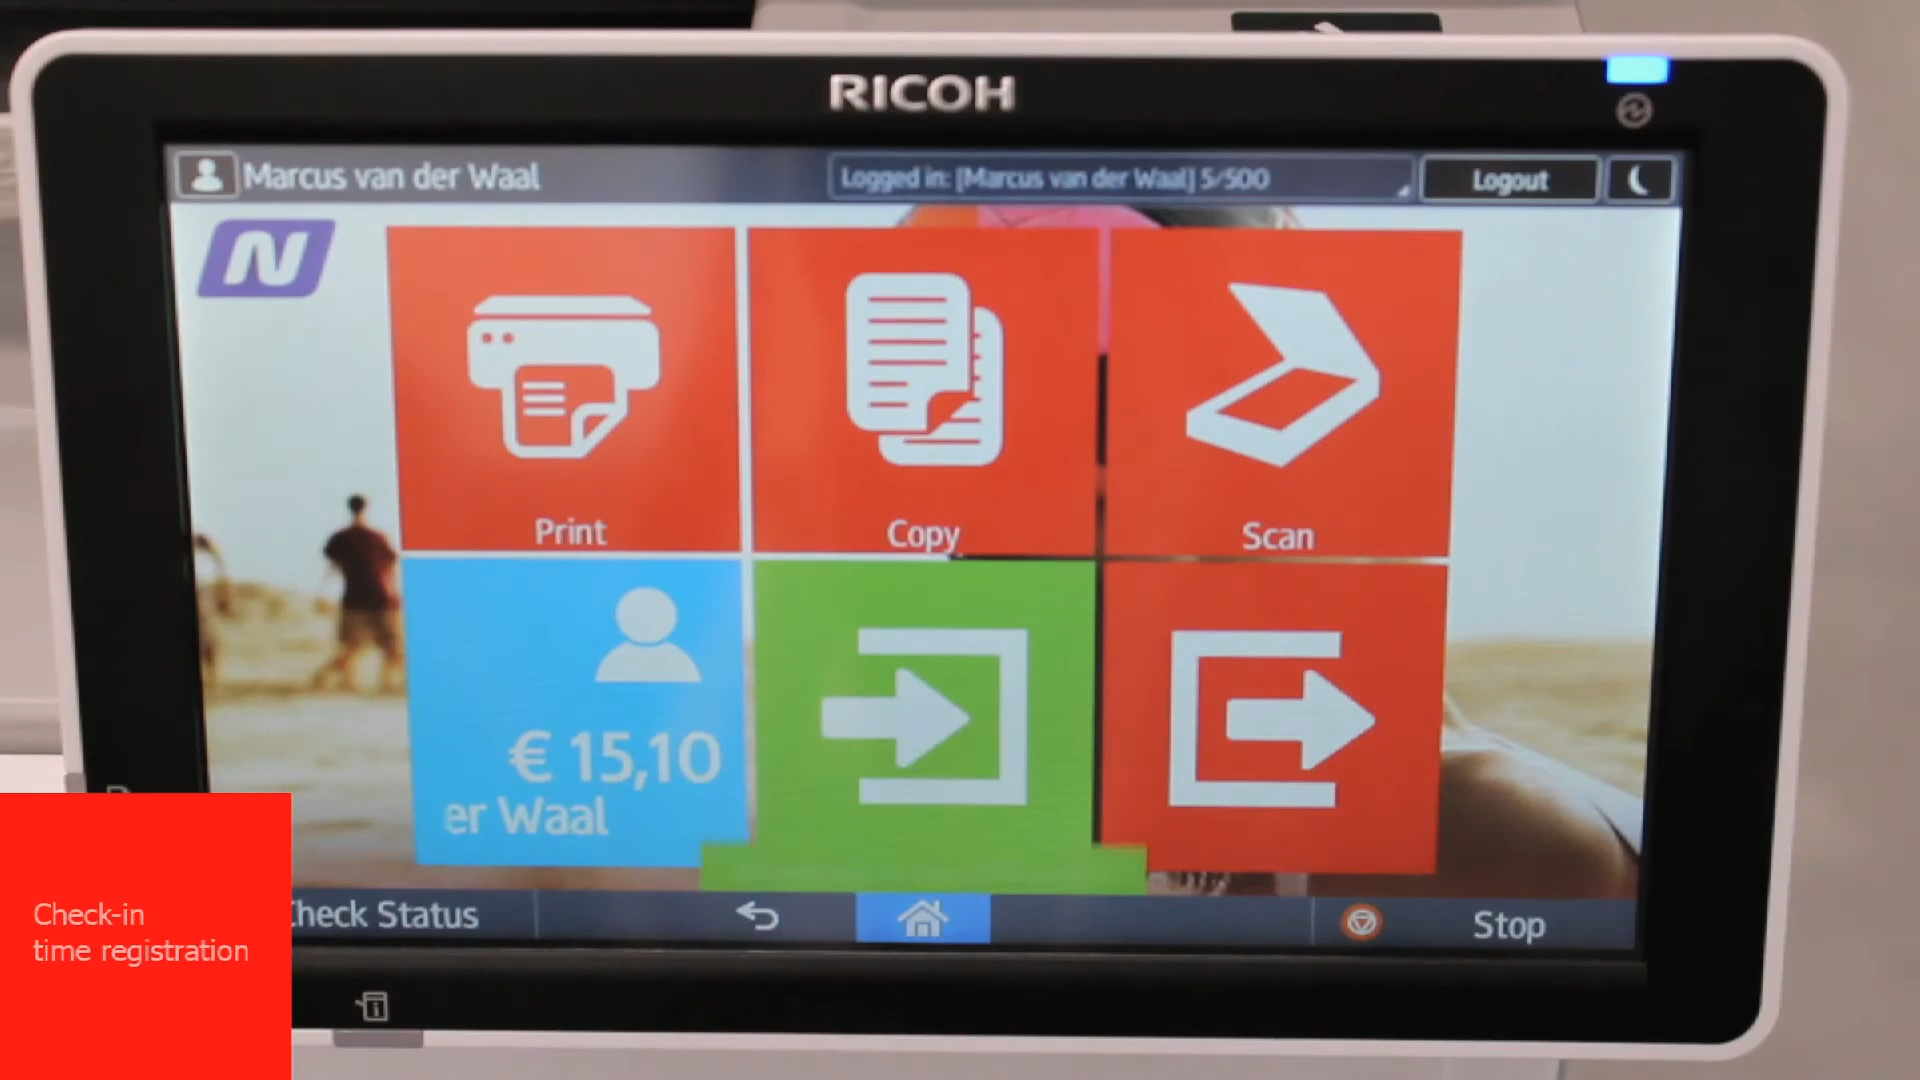 RICOH
Marcus van der Waal
Logged in: [Marcus van der Waal] 5/500
Logout
N
Print
Copy
Scan
€ 15,10
er Waal
Check Status
Stop
Check-in
time registration